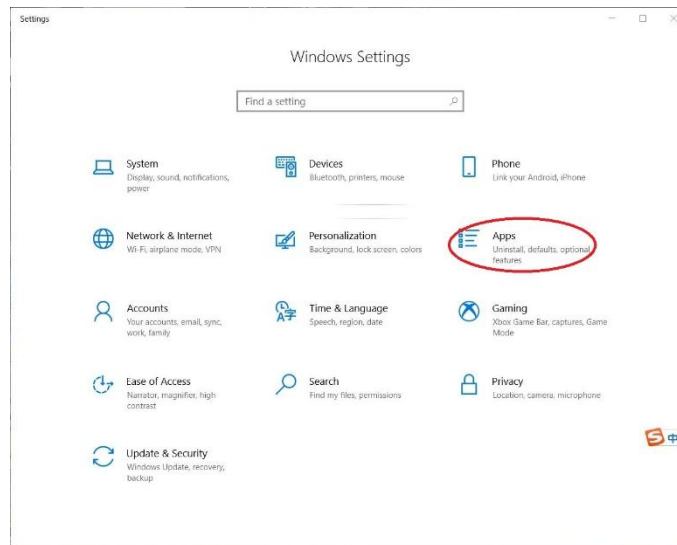 Settings
Windows Settings
Find a setting
System
Display, sound, notifications,
power
Devices
Bluetooth, printers, mouse
Phone
Link your Android, iPhone
Network & Internet
Wi-Fi, airplane mode, VPN
Personalization
Background, lock screen, colors
Apps
Uninstall, defaults, optional
features
Accounts
Your accounts, email, sync,
work, family
Time & Language
Speech, region, date
Gaming
Xbox Game Bar, captures, Game
Mode
Ease of Access
Narrator, magnifier, high
contrast
Search
Find my files, permissions
Privacy
Location, camera, microphone
Update & Security
Windows Update, recovery,
backup
S 中